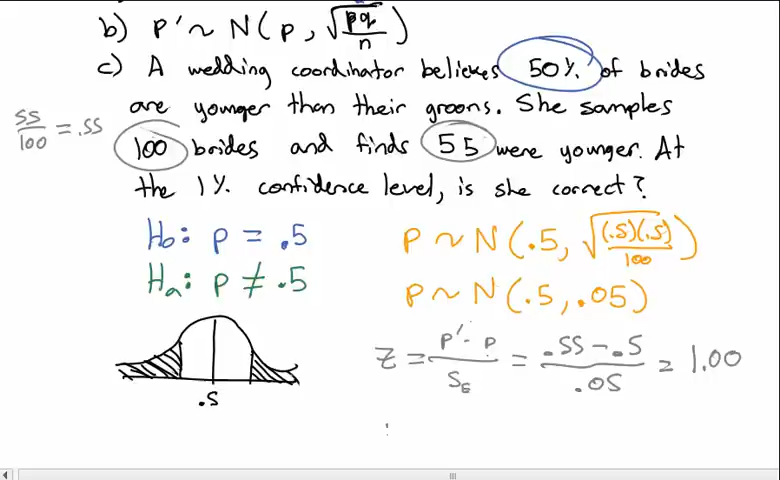 b) P' ~ N(p, √(pq/n))
c) A wedding coordinator believes 50% of brides
are younger than their grooms. She samples
55/100 = .55
100 brides and finds 55 were younger. At
the 1% confidence level, is she correct?
H₀: p = .5
P ~ N(.5, √((.5)(.5)/100))
Hₐ: p ≠ .5
P ~ N(.5, .05)
Z = (p' - p)/S_E = (.55 - .5)/.05 = 1.00
.5